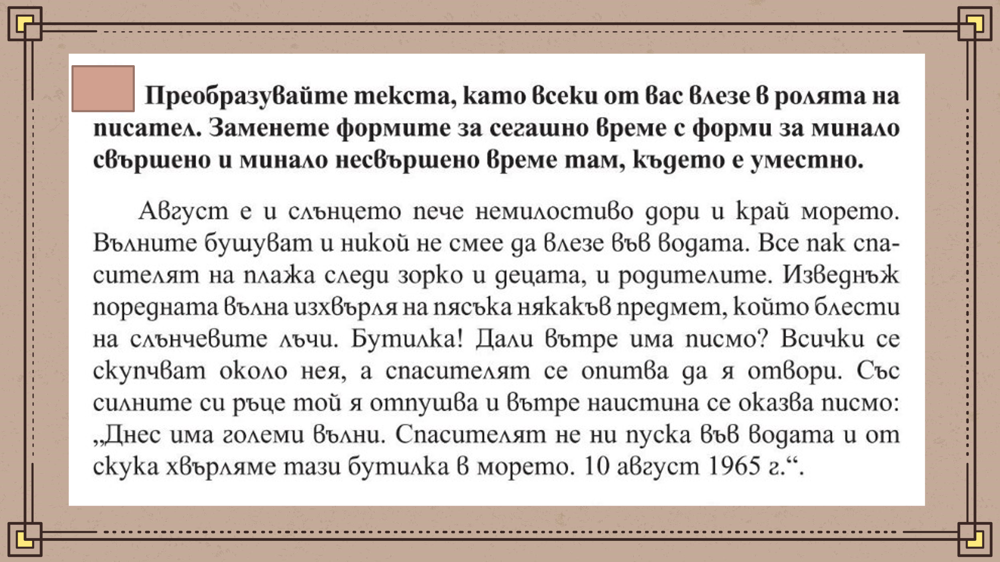 Преобразувайте текста, като всеки от вас влезе в ролята на
писател. Заменете формите за сегашно време с форми за минало
свършено и минало несвършено време там, където е уместно.
Август е и слънцето пече немилостиво дори и край морето.
Вълните бушуват и никой не смее да влезе във водата. Все пак спа-
сителят на плажа следи зорко и децата, и родителите. Изведнъж
поредната вълна изхвърля на пясъка някакъв предмет, който блести
на слънчевите лъчи. Бутилка! Дали вътре има писмо? Всички се
скупчват около нея, а спасителят се опитва да я отвори. Със
силните си ръце той я отпушва и вътре наистина се оказва писмо:
„Днес има големи вълни. Спасителят не ни пуска във водата и от
скука хвърляме тази бутилка в морето. 10 август 1965 г.“.